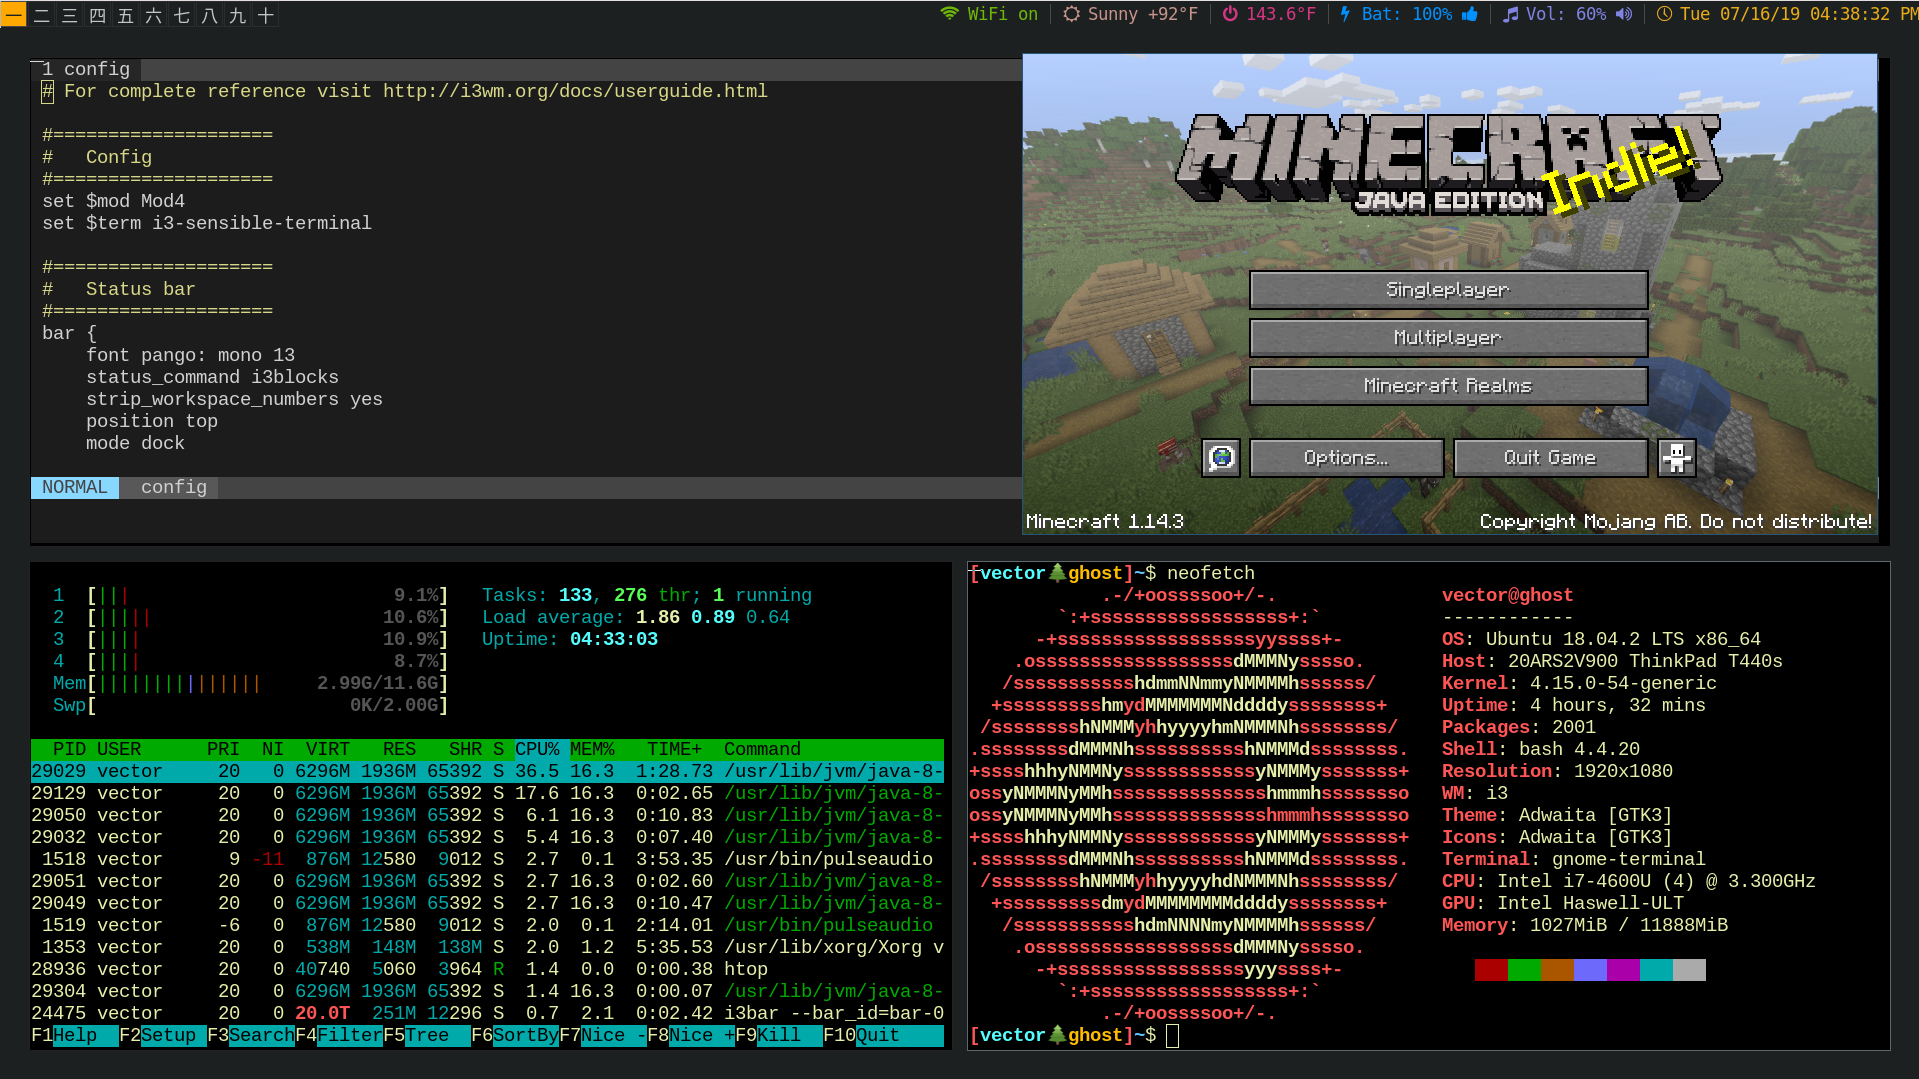 一 二 三 四 五 六 七 八 九 十
WiFi on Sunny +92°F 143.6°F Bat: 100% Vol: 60% Tue 07/16/19 04:38:32 PM
1 config
# For complete reference visit http://i3wm.org/docs/userguide.html
#====================
#   Config
#====================
set $mod Mod4
set $term i3-sensible-terminal
#====================
#   Status bar
#====================
bar {
    font pango: mono 13
    status_command i3blocks
    strip_workspace_numbers yes
    position top
    mode dock
NORMAL config
MINECRAFT
JAVA EDITION
Indie!
Singleplayer
Multiplayer
Minecraft Realms
Options...
Quit Game
Minecraft 1.14.3
Copyright Mojang AB. Do not distribute!
1 [||| 9.1%] Tasks: 133, 276 thr; 1 running
2 [||||| 10.6%] Load average: 1.86 0.89 0.64
3 [|||| 10.9%] Uptime: 04:33:03
4 [|||| 8.7%]
Mem[||||||||||||||| 2.99G/11.6G]
Swp[ 0K/2.00G]
PID USER PRI NI VIRT RES SHR S CPU% MEM% TIME+ Command
29029 vector 20 0 6296M 1936M 65392 S 36.5 16.3 1:28.73 /usr/lib/jvm/java-8-
29129 vector 20 0 6296M 1936M 65392 S 17.6 16.3 0:02.65 /usr/lib/jvm/java-8-
29050 vector 20 0 6296M 1936M 65392 S 6.1 16.3 0:10.83 /usr/lib/jvm/java-8-
29032 vector 20 0 6296M 1936M 65392 S 5.4 16.3 0:07.40 /usr/lib/jvm/java-8-
1518 vector 9 -11 876M 12580 9012 S 2.7 0.1 3:53.35 /usr/bin/pulseaudio
29051 vector 20 0 6296M 1936M 65392 S 2.7 16.3 0:02.60 /usr/lib/jvm/java-8-
29049 vector 20 0 6296M 1936M 65392 S 2.7 16.3 0:10.47 /usr/lib/jvm/java-8-
1519 vector -6 0 876M 12580 9012 S 2.0 0.1 2:14.01 /usr/bin/pulseaudio
1353 vector 20 0 538M 148M 138M S 2.0 1.2 5:35.53 /usr/lib/xorg/Xorg v
28936 vector 20 0 40740 5060 3964 R 1.4 0.0 0:00.38 htop
29304 vector 20 0 6296M 1936M 65392 S 1.4 16.3 0:00.07 /usr/lib/jvm/java-8-
24475 vector 20 0 20.0T 251M 12296 S 0.7 2.1 0:02.42 i3bar --bar_id=bar-0
F1Help F2Setup F3SearchF4FilterF5Tree F6SortByF7Nice -F8Nice +F9Kill F10Quit
[vector🌲ghost]~$ neofetch
.-/+oossssoo+/-. vector@ghost
`:+ssssssssssssssssss+:` ------------
-+ssssssssssssssssssyyssss+- OS: Ubuntu 18.04.2 LTS x86_64
.ossssssssssssssssssdMMMNysssso. Host: 20ARS2V900 ThinkPad T440s
/ssssssssssshdmmNNmmyNMMMMhssssss/ Kernel: 4.15.0-54-generic
+ssssssssshmydMMMMMMMNddddyssssssss+ Uptime: 4 hours, 32 mins
/sssssssshNMMMyhhyyyyhmNMMMNhssssssss/ Packages: 2001
.ssssssssdMMMNhsssssssssshNMMMdssssssss. Shell: bash 4.4.20
+sssshhhyNMMNyssssssssssssyNMMMysssssss+ Resolution: 1920x1080
ossyNMMMNyMMhsssssssssssssshmmmhssssssso WM: i3
ossyNMMMNyMMhsssssssssssssshmmmhssssssso Theme: Adwaita [GTK3]
+sssshhhyNMMNyssssssssssssyNMMMysssssss+ Icons: Adwaita [GTK3]
.ssssssssdMMMNhsssssssssshNMMMdssssssss. Terminal: gnome-terminal
/sssssssshNMMMyhhyyyyhdNMMMNhssssssss/ CPU: Intel i7-4600U (4) @ 3.300GHz
+sssssssssdmydMMMMMMMMddddyssssssss+ GPU: Intel Haswell-ULT
/ssssssssssshdmNNNNmyNMMMMhssssss/ Memory: 1027MiB / 11888MiB
.ossssssssssssssssssdMMMNysssso.
-+sssssssssssssssssyyyssss+-
`:+ssssssssssssssssss+:`
.-/+oossssoo+/-.
[vector🌲ghost]~$